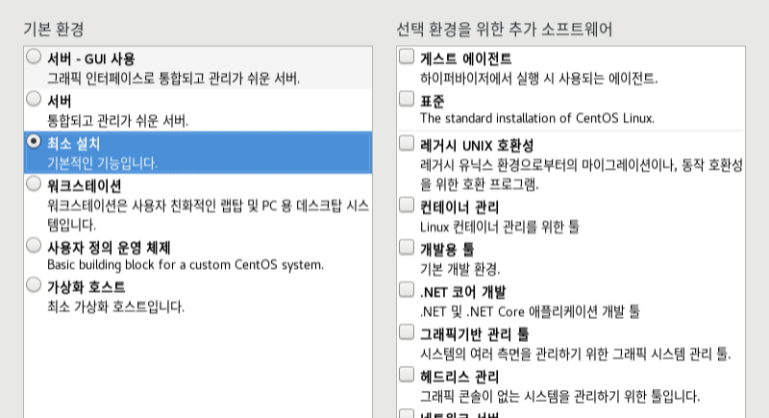 기본 환경
서버 - GUI 사용
그래픽 인터페이스로 통합되고 관리가 쉬운 서버.
서버
통합되고 관리가 쉬운 서버.
최소 설치
기본적인 기능입니다.
워크스테이션
워크스테이션은 사용자 친화적인 랩탑 및 PC 용 데스크탑 시스
템입니다.
사용자 정의 운영 체제
Basic building block for a custom CentOS system.
가상화 호스트
최소 가상화 호스트입니다.
선택 환경을 위한 추가 소프트웨어
게스트 에이전트
하이퍼바이저에서 실행 시 사용되는 에이전트.
표준
The standard installation of CentOS Linux.
레거시 UNIX 호환성
레거시 유닉스 환경으로부터의 마이그레이션이나, 동작 호환성
을 위한 호환 프로그램.
컨테이너 관리
Linux 컨테이너 관리를 위한 툴
개발용 툴
기본 개발 환경.
.NET 코어 개발
.NET 및 .NET Core 애플리케이션 개발 툴
그래픽기반 관리 툴
시스템의 여러 측면을 관리하기 위한 그래픽 시스템 관리 툴.
헤드리스 관리
그래픽 콘솔이 없는 시스템을 관리하기 위한 툴입니다.
네트워크 서버